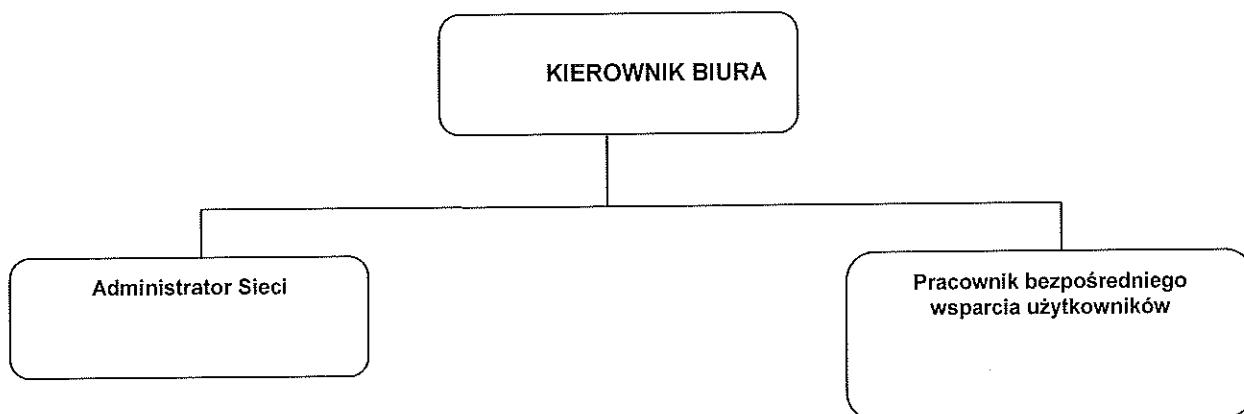 KIEROWNIK BIURA
Administrator Sieci
Pracownik bezpośredniego
wsparcia użytkowników